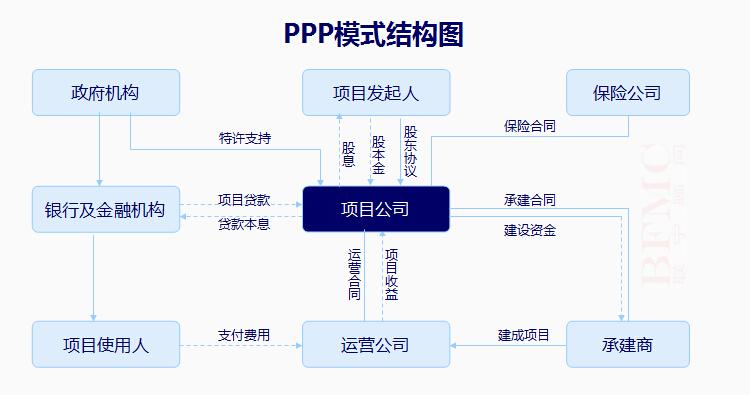 PPP模式结构图
政府机构
项目发起人
保险公司
特许支持
股息
股本金
股东协议
保险合同
银行及金融机构
项目贷款
贷款本息
项目公司
承建合同
建设资金
运营合同
项目收益
项目使用人
支付费用
运营公司
建成项目
承建商
BFMC